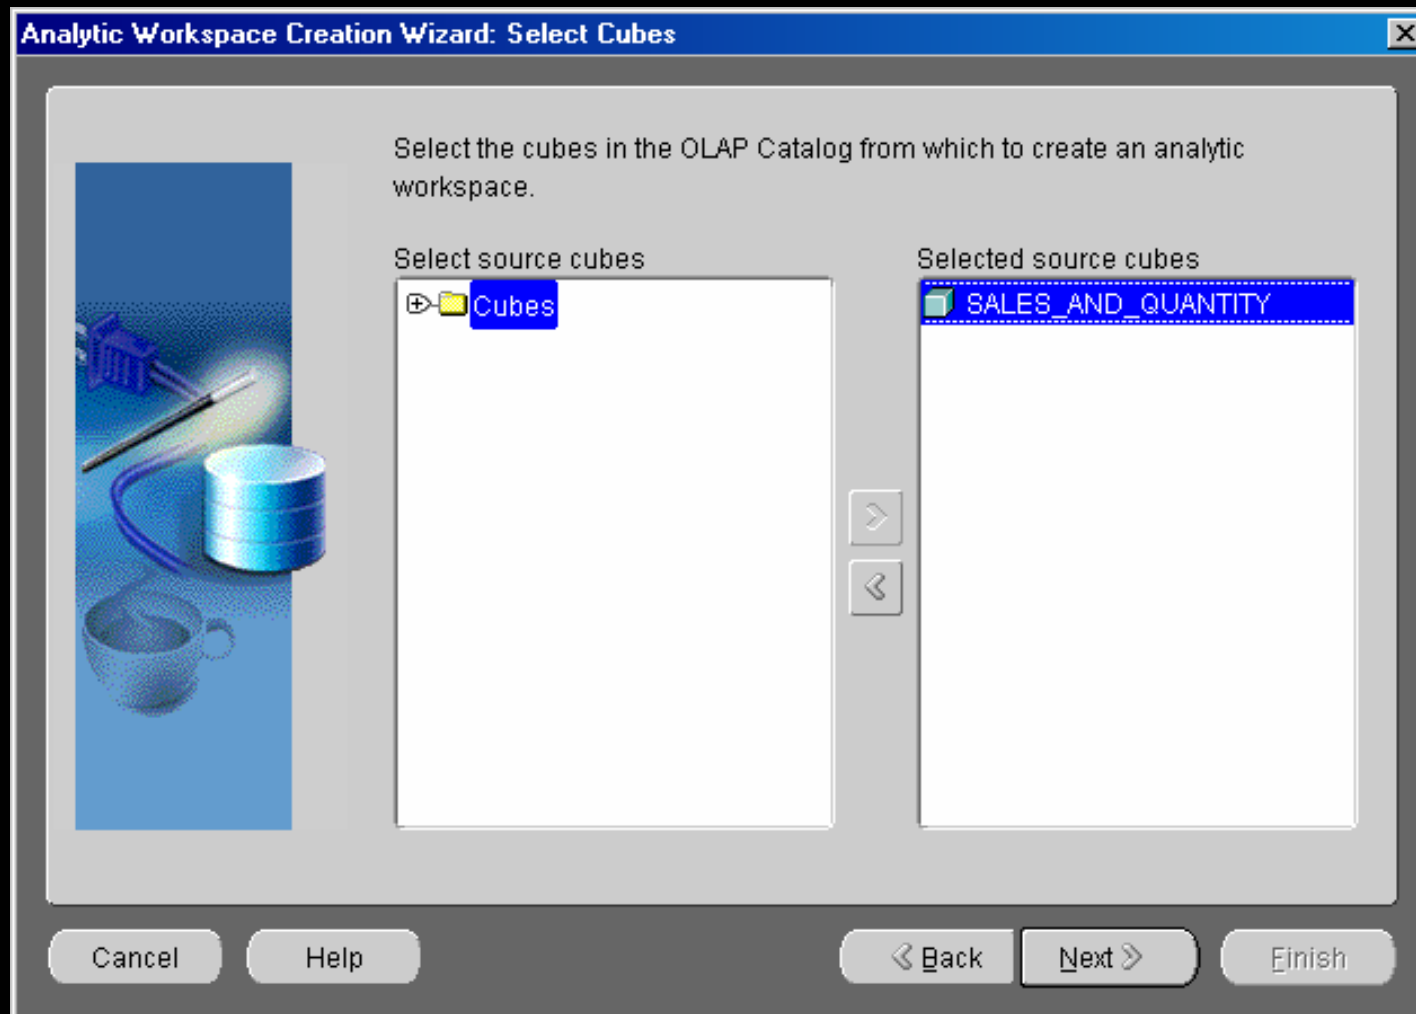 Analytic Workspace Creation Wizard: Select Cubes
Select the cubes in the OLAP Catalog from which to create an analytic
workspace.
Select source cubes
Selected source cubes
Cubes
SALES_AND_QUANTITY
Cancel
Help
Back
Next
Finish